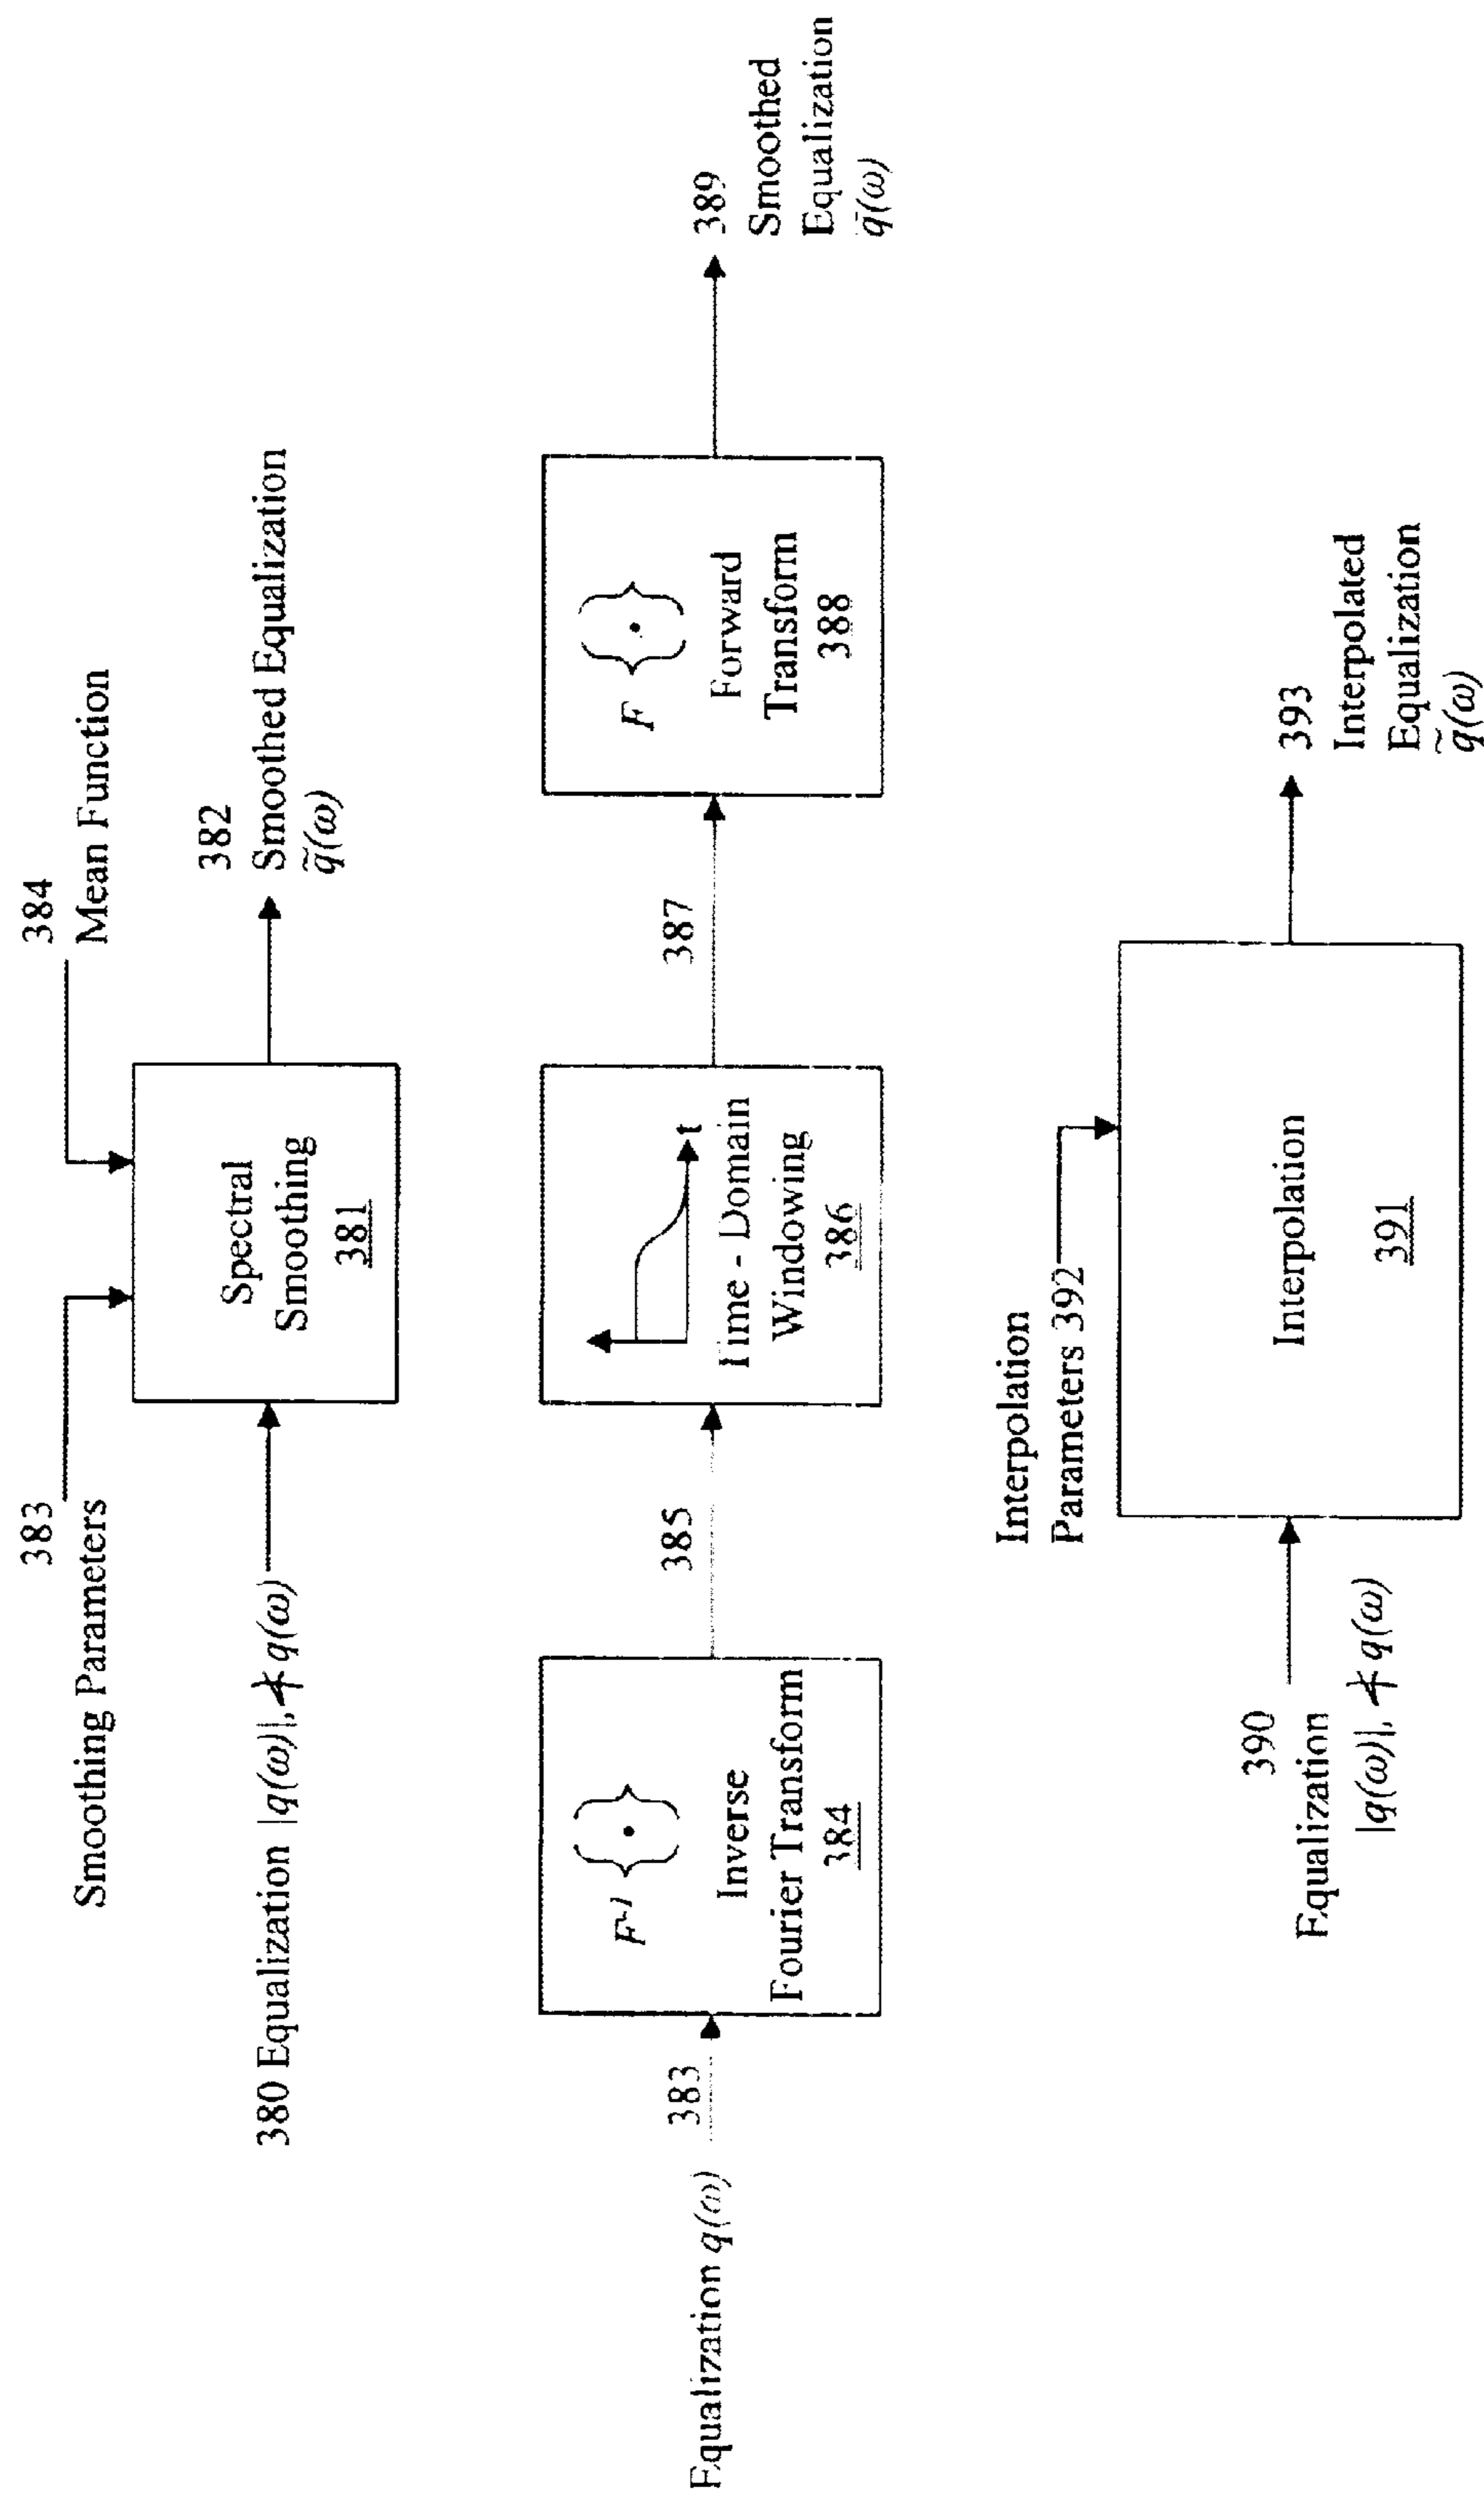 383
Smoothing Parameters
384
Mean Function
380 Equalization |q(ω)|, ∡ q(ω)
Spectral
Smoothing
381
382
Smoothed Equalization
q̃(ω)
Equalization q(ω)
383
F⁻¹ { • }
Inverse
Fourier Transform
384
385
t
Time - Domain
Windowing
386
387
F { • }
Forward
Transform
388
389
Smoothed
Equalization
q̃(ω)
390
Equalization
|q(ω)|, ∡ q(ω)
Interpolation
Parameters 392
Interpolation
391
393
Interpolated
Equalization
q̃(ω)